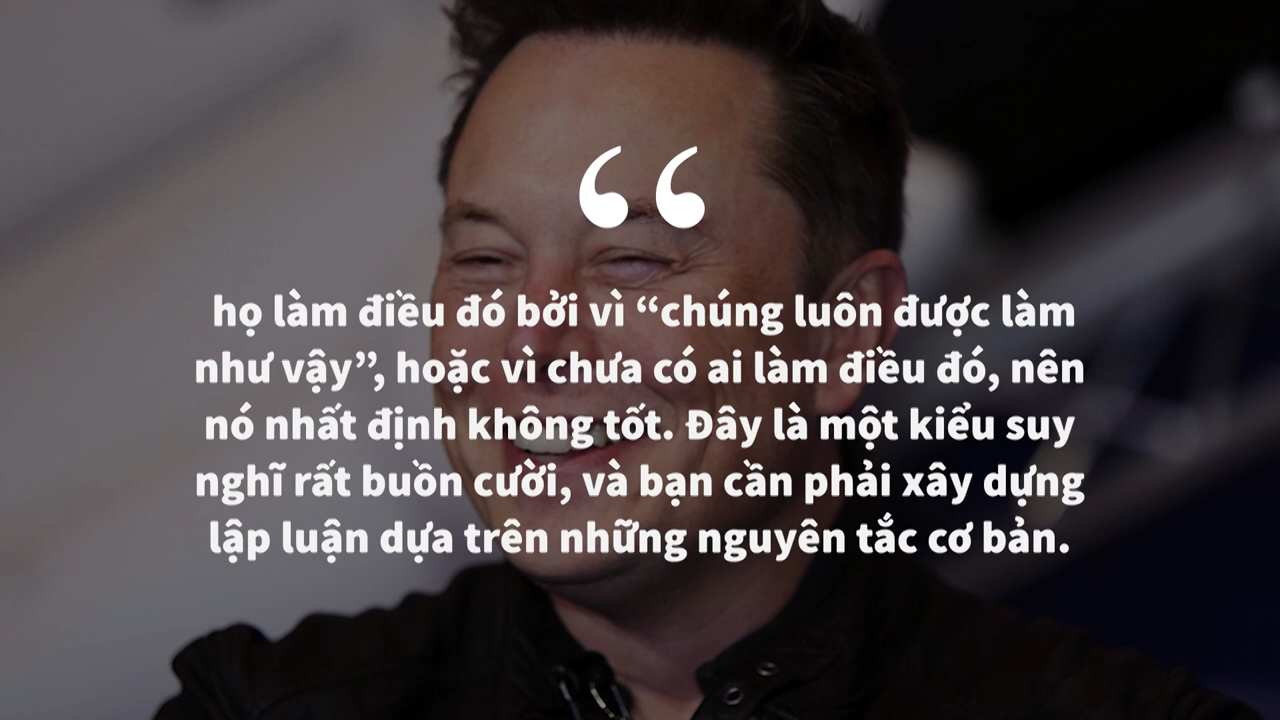 “
họ làm điều đó bởi vì “chúng luôn được làm
như vậy”, hoặc vì chưa có ai làm điều đó, nên
nó nhất định không tốt. Đây là một kiểu suy
nghĩ rất buồn cười, và bạn cần phải xây dựng
lập luận dựa trên những nguyên tắc cơ bản.